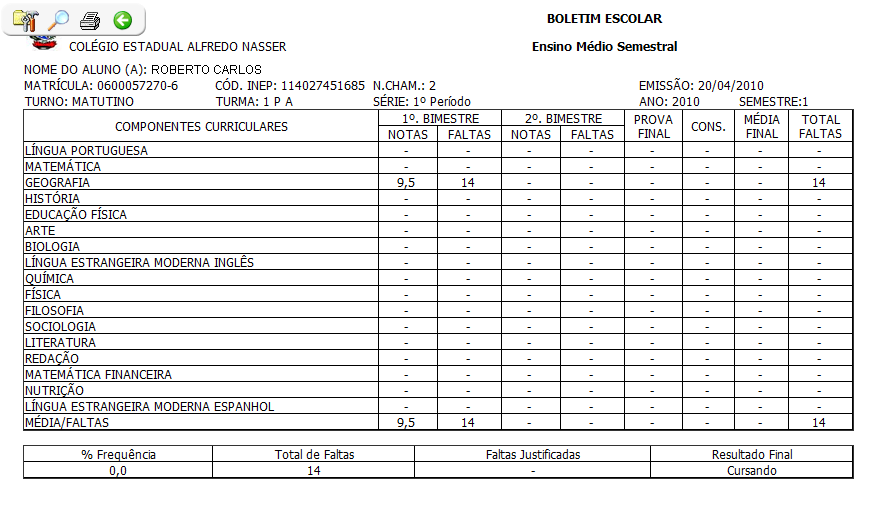 BOLETIM ESCOLAR
COLÉGIO ESTADUAL ALFREDO NASSER Ensino Médio Semestral
NOME DO ALUNO (A): ROBERTO CARLOS
MATRÍCULA: 0600057270-6 CÓD. INEP: 114027451685 N.CHAM.: 2 EMISSÃO: 20/04/2010
TURNO: MATUTINO TURMA: 1 P A SÉRIE: 1º Período ANO: 2010 SEMESTRE:1
COMPONENTES CURRICULARES 1º. BIMESTRE 2º. BIMESTRE PROVA FINAL CONS. MÉDIA FINAL TOTAL FALTAS
NOTAS FALTAS NOTAS FALTAS
LÍNGUA PORTUGUESA - - - - - - - -
MATEMÁTICA - - - - - - - -
GEOGRAFIA 9,5 14 - - - - - 14
HISTÓRIA - - - - - - - -
EDUCAÇÃO FÍSICA - - - - - - - -
ARTE - - - - - - - -
BIOLOGIA - - - - - - - -
LÍNGUA ESTRANGEIRA MODERNA INGLÊS - - - - - - - -
QUÍMICA - - - - - - - -
FÍSICA - - - - - - - -
FILOSOFIA - - - - - - - -
SOCIOLOGIA - - - - - - - -
LITERATURA - - - - - - - -
REDAÇÃO - - - - - - - -
MATEMÁTICA FINANCEIRA - - - - - - - -
NUTRIÇÃO - - - - - - - -
LÍNGUA ESTRANGEIRA MODERNA ESPANHOL - - - - - - - -
MÉDIA/FALTAS 9,5 14 - - - - - 14
% Frequência Total de Faltas Faltas Justificadas Resultado Final
0,0 14 - Cursando